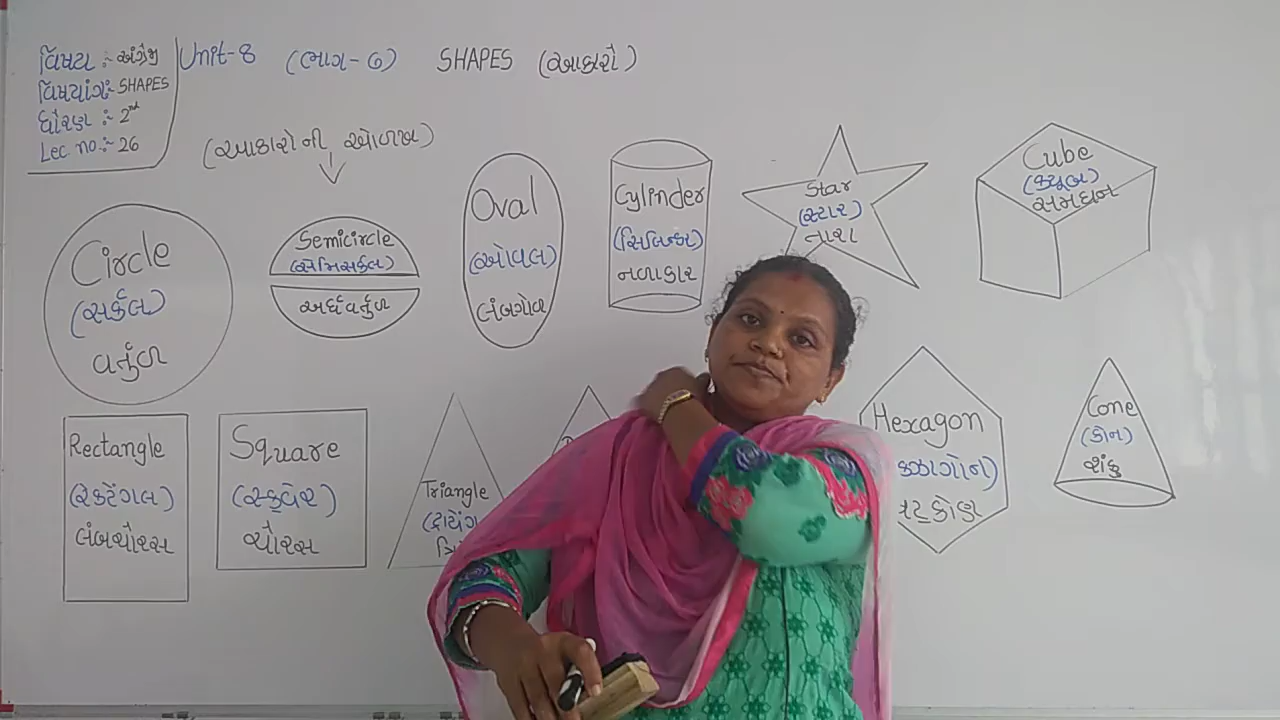 વિષય :- અંગ્રેજી
વિષયાંગ:- SHAPES
ધોરણ :- 2nd
Lec no:- 26
Unit-8 (ભાગ-૭) SHAPES (આકારો)
(આકારોની ઓળખ)
Circle
(સર્કલ)
વર્તુળ
Semicircle
(સેમિસર્કલ)
અર્ધવર્તુળ
Oval
(ઓવલ)
લંબગોળ
Cylinder
(સિલિન્ડર)
નળાકાર
Star
(સ્ટાર)
તારા
Cube
(ક્યૂબ)
સમઘન
Rectangle
(રેક્ટેંગલ)
લંબચોરસ
Square
(સ્ક્વેર)
ચોરસ
Triangle
(ટ્રાયેંગ
ત્રિ
Hexagon
ષટ્કોણ
Cone
(કોન)
શંકુ